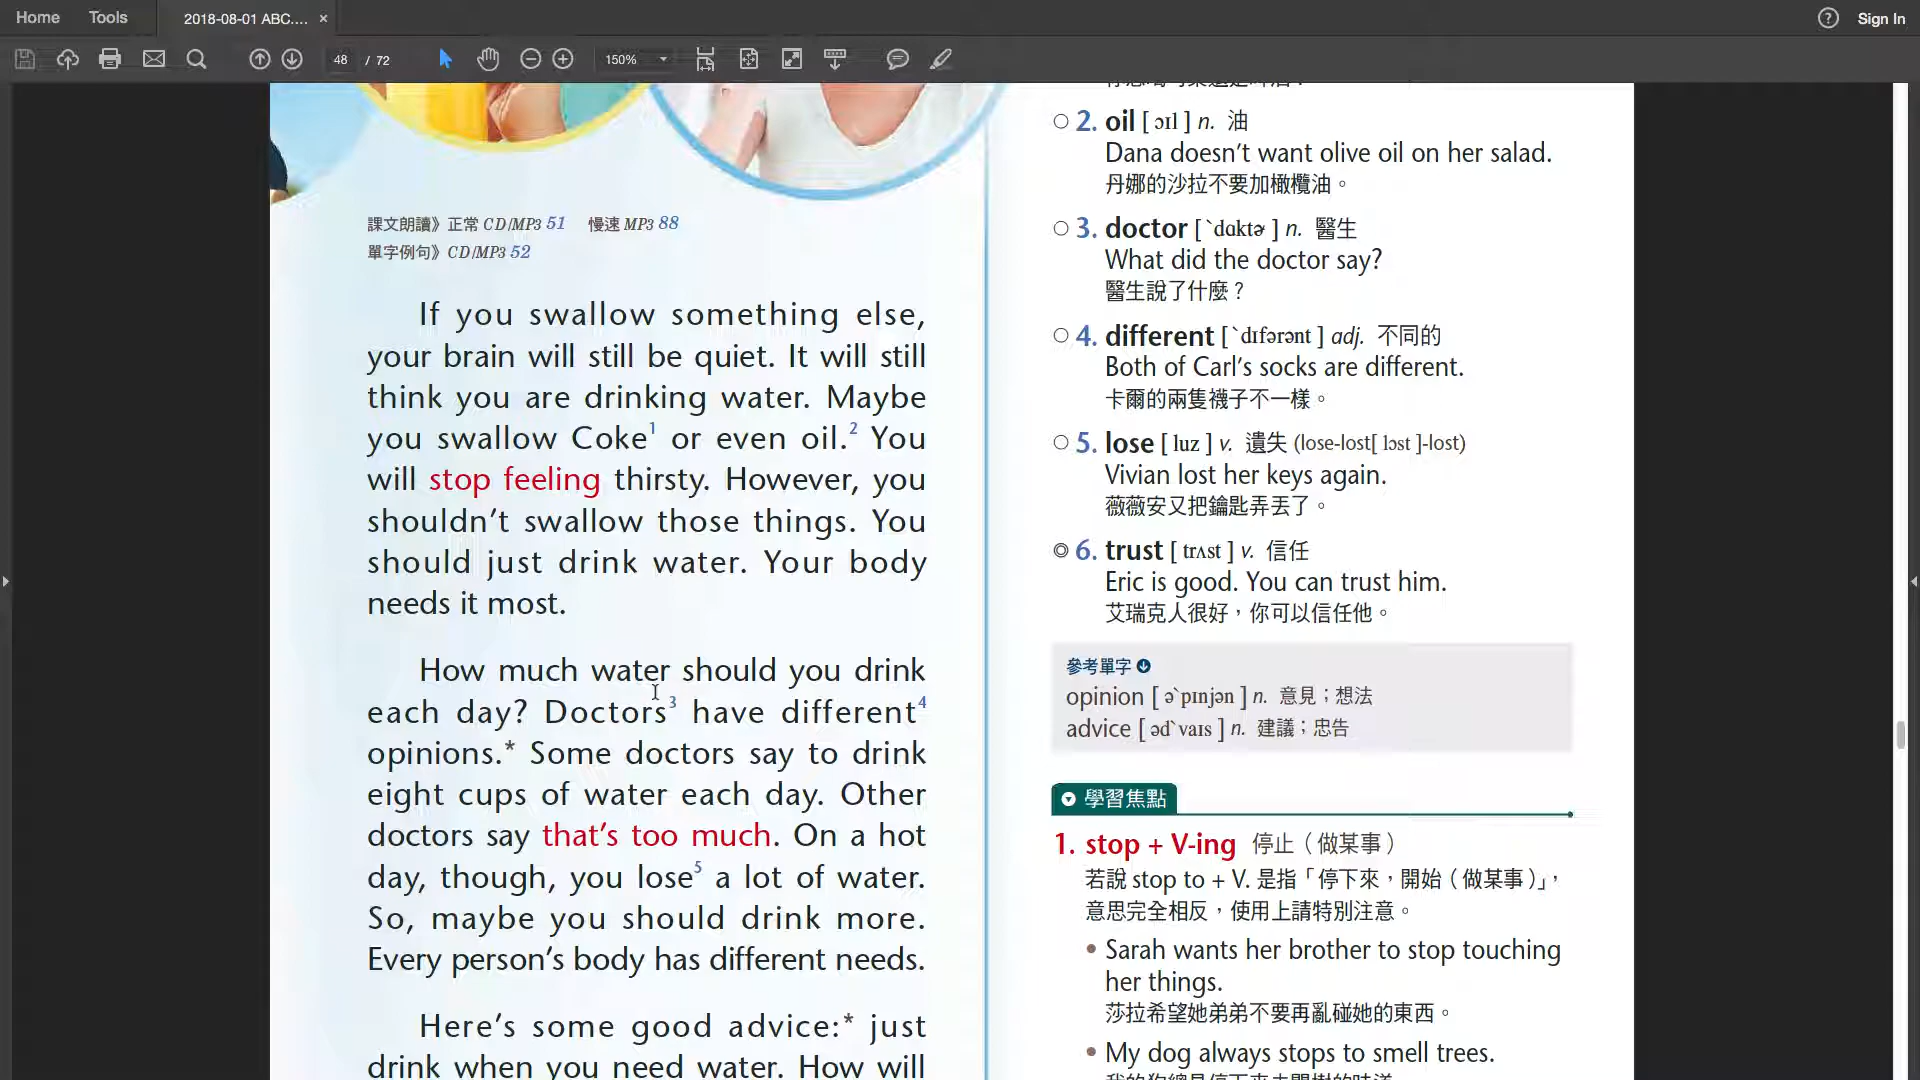 Home
Tools
2018-08-01 ABC....
Sign In
48 / 72
150%
課文朗讀》正常 CD/MP3 51 慢速 MP3 88
單字例句》CD/MP3 52
If you swallow something else,
your brain will still be quiet. It will still
think you are drinking water. Maybe
you swallow Coke1 or even oil.2 You
will stop feeling thirsty. However, you
shouldn't swallow those things. You
should just drink water. Your body
needs it most.
How much water should you drink
each day? Doctors3 have different4
opinions.* Some doctors say to drink
eight cups of water each day. Other
doctors say that's too much. On a hot
day, though, you lose5 a lot of water.
So, maybe you should drink more.
Every person's body has different needs.
Here's some good advice:* just
drink when you need water. How will
2. oil [ ɔɪl ] n. 油
Dana doesn't want olive oil on her salad.
丹娜的沙拉不要加橄欖油。
3. doctor [ ˋdɑktɚ ] n. 醫生
What did the doctor say?
醫生說了什麼？
4. different [ ˋdɪfərənt ] adj. 不同的
Both of Carl's socks are different.
卡爾的兩隻襪子不一樣。
5. lose [ luz ] v. 遺失 (lose-lost[ lɔst ]-lost)
Vivian lost her keys again.
薇薇安又把鑰匙弄丟了。
6. trust [ trʌst ] v. 信任
Eric is good. You can trust him.
艾瑞克人很好，你可以信任他。
參考單字
opinion [ əˋpɪnjən ] n. 意見；想法
advice [ ədˋvaɪs ] n. 建議；忠告
學習焦點
1. stop + V-ing 停止（做某事）
若說 stop to + V. 是指「停下來，開始（做某事）」，
意思完全相反，使用上請特別注意。
• Sarah wants her brother to stop touching
her things.
莎拉希望她弟弟不要再亂碰她的東西。
• My dog always stops to smell trees.